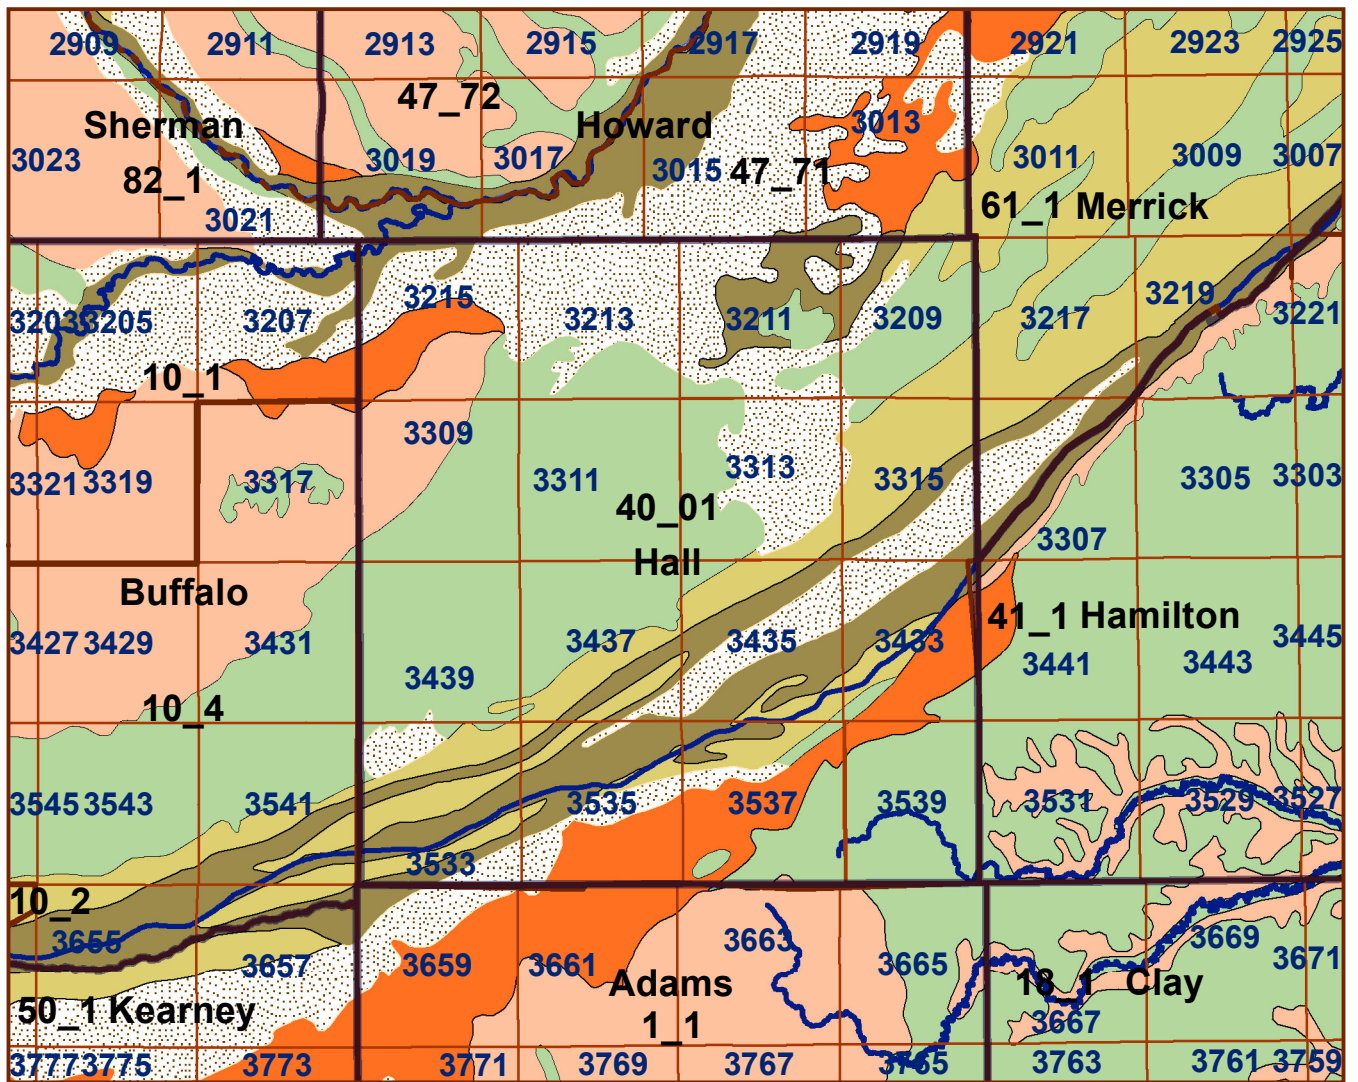 2909 2911 2913 2915 2917 2919 2921 2923 2925
47_72
Sherman Howard 3013
3023 3019 3017 3015 47_71 3011 3009 3007
82_1
3021 61_1 Merrick
3215 3219
3203 3205 3207 3213 3211 3209 3217 3221
10_1
3309
3321 3319 3317 3311 3313 3315 3305 3303
40_01
Hall 3307
Buffalo 41_1 Hamilton
3427 3429 3431 3437 3435 3433 3445
3439 3441 3443
10_4
3545 3543 3541 3535 3537 3539 3531 3529 3527
3533
10_2
3655 3663 3669
3657 3659 3661 3665 3671
50_1 Kearney Adams 18_1 Clay
1_1 3667
3777 3775 3773 3771 3769 3767 3765 3763 3761 3759